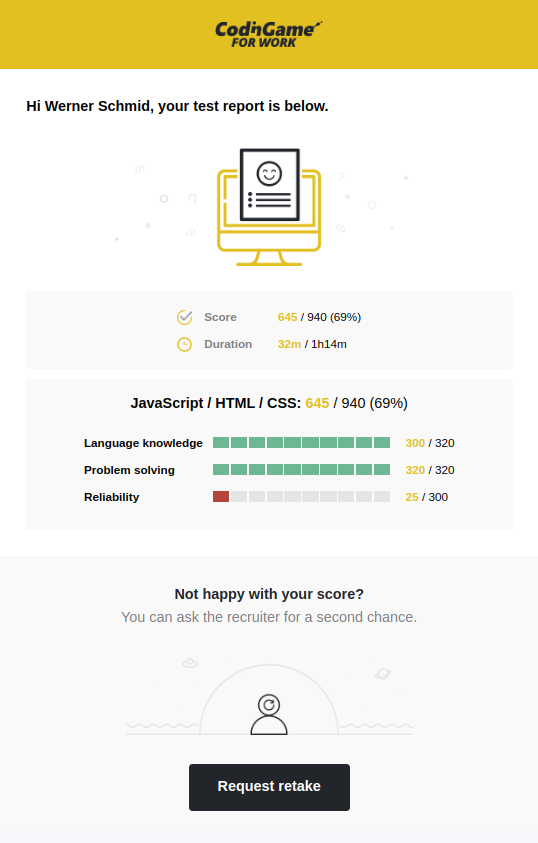 CodinGame
FOR WORK
Hi Werner Schmid, your test report is below.
Score 645 / 940 (69%)
Duration 32m / 1h14m
JavaScript / HTML / CSS: 645 / 940 (69%)
Language knowledge 300 / 320
Problem solving 320 / 320
Reliability 25 / 300
Not happy with your score?
You can ask the recruiter for a second chance.
Request retake